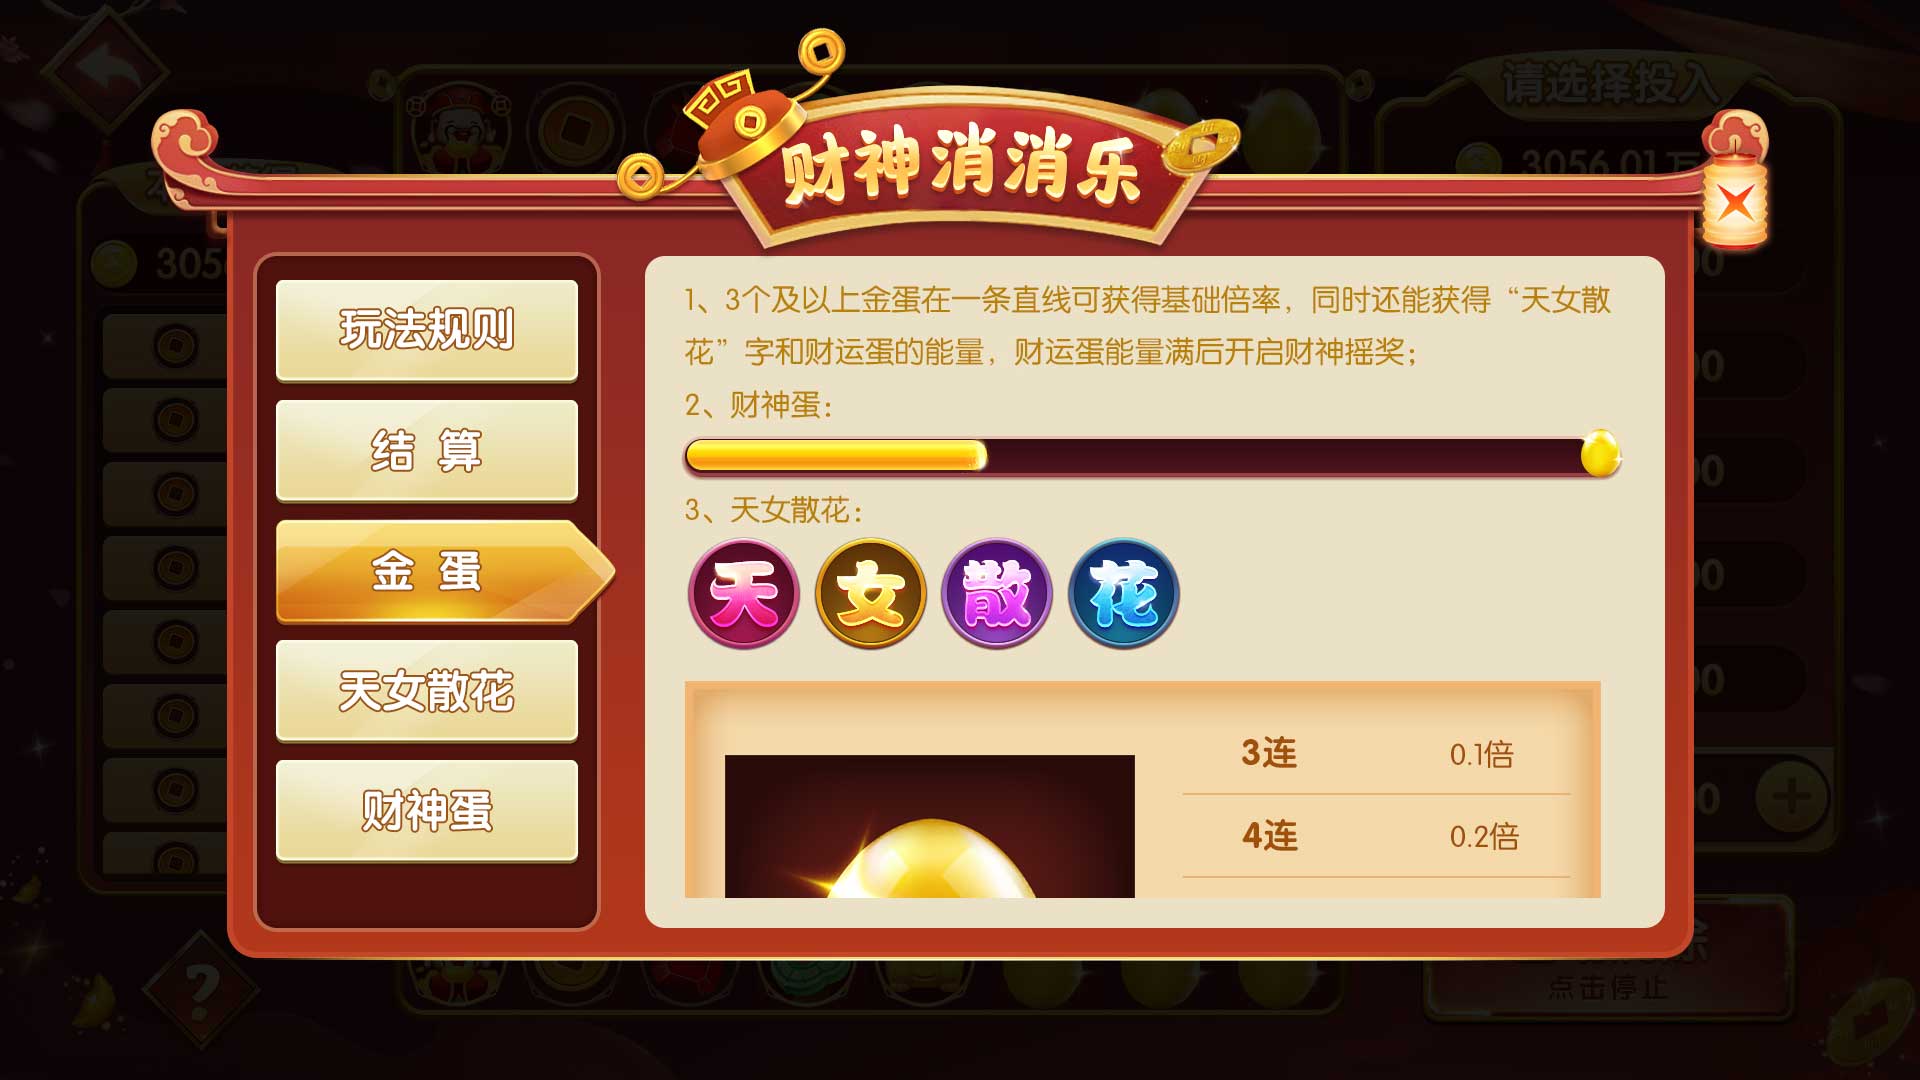 请选择投入
财神消消乐
3056.01万
305
玩法规则
结 算
金 蛋
天女散花
财神蛋
1、3个及以上金蛋在一条直线可获得基础倍率，同时还能获得“天女散
花”字和财运蛋的能量，财运蛋能量满后开启财神摇奖；
2、财神蛋：
3、天女散花：
天 女 散 花
3连 0.1倍
4连 0.2倍
点击停止
?